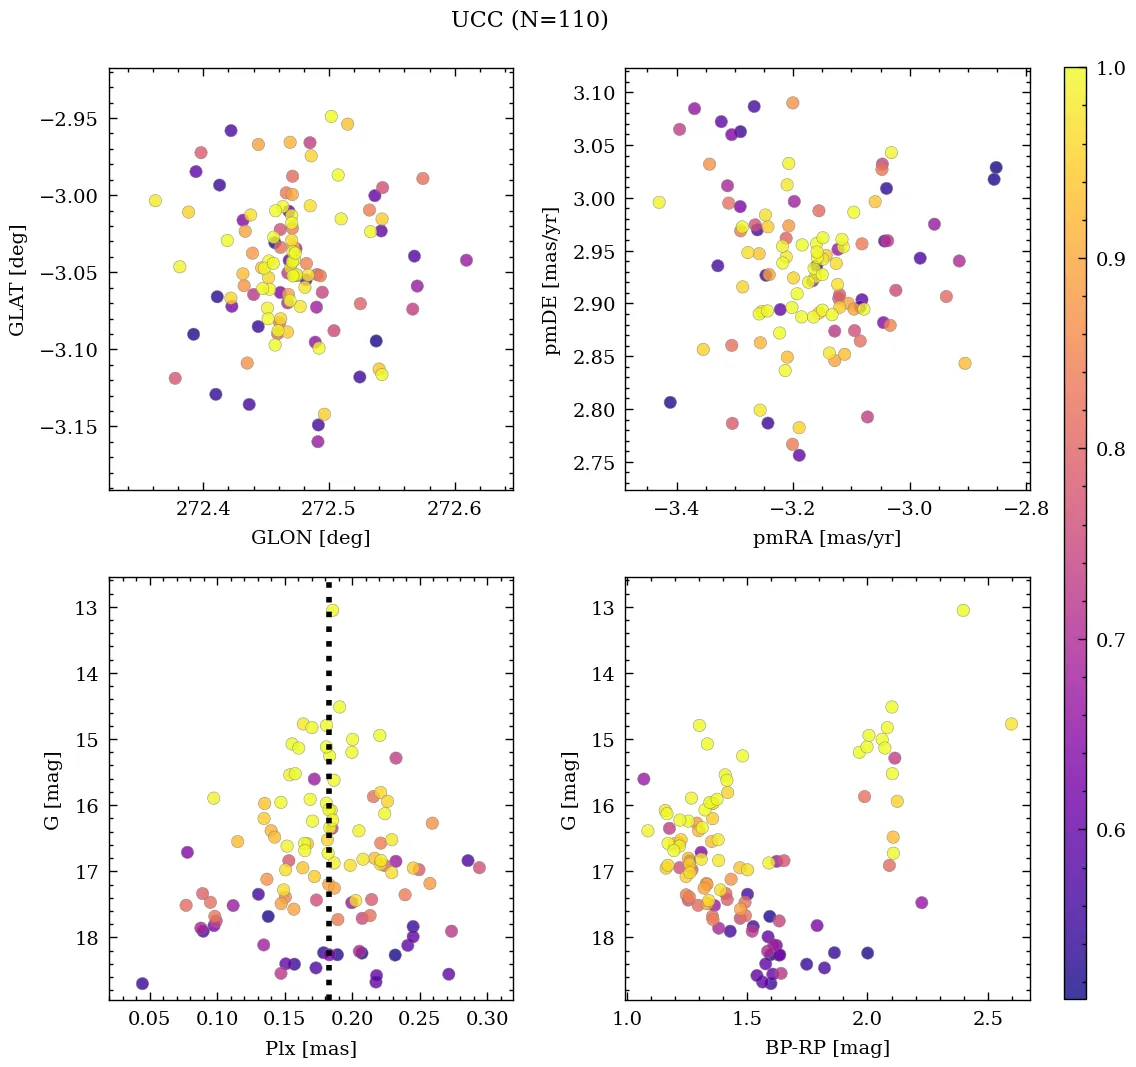 UCC (N=110)
−2.95
−3.00
−3.05
−3.10
−3.15
GLAT [deg]
272.4 272.5 272.6
GLON [deg]
3.10
3.05
3.00
2.95
2.90
2.85
2.80
2.75
pmDE [mas/yr]
−3.4 −3.2 −3.0 −2.8
pmRA [mas/yr]
13
14
15
16
17
18
G [mag]
0.05 0.10 0.15 0.20 0.25 0.30
Plx [mas]
13
14
15
16
17
18
G [mag]
1.0 1.5 2.0 2.5
BP-RP [mag]
1.0
0.9
0.8
0.7
0.6